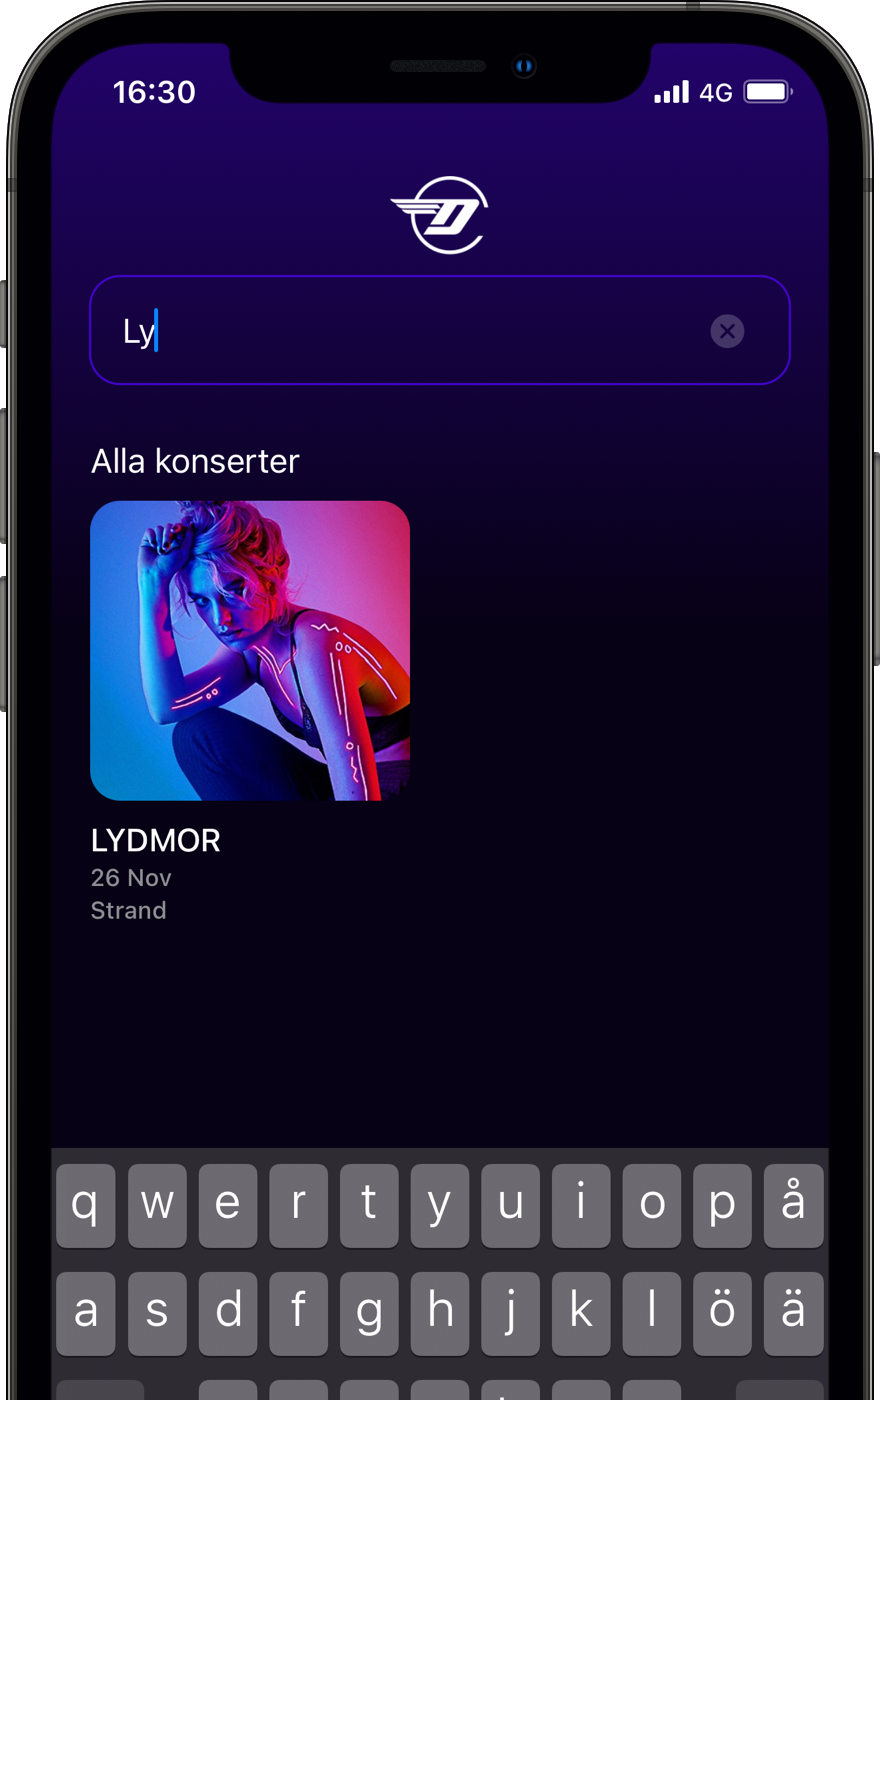 16:30
4G
Ly
Alla konserter
LYDMOR
26 Nov
Strand
q w e r t y u i o p å
a s d f g h j k l ö ä